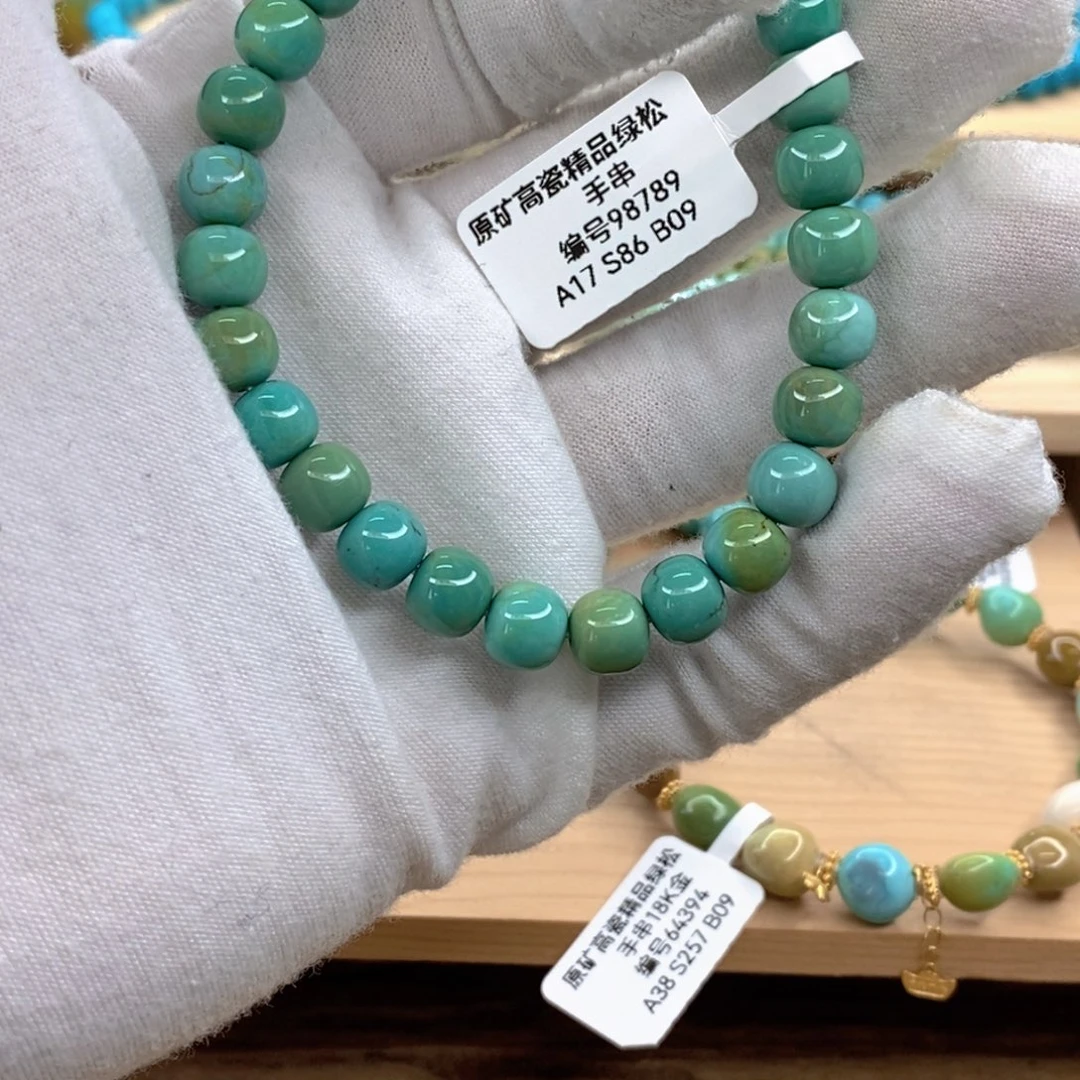 原矿高瓷精品绿松
手串
编号98789
A17 S86 B09
原矿高瓷精品绿松
手串18K金
编号64394
A38 S257 B09